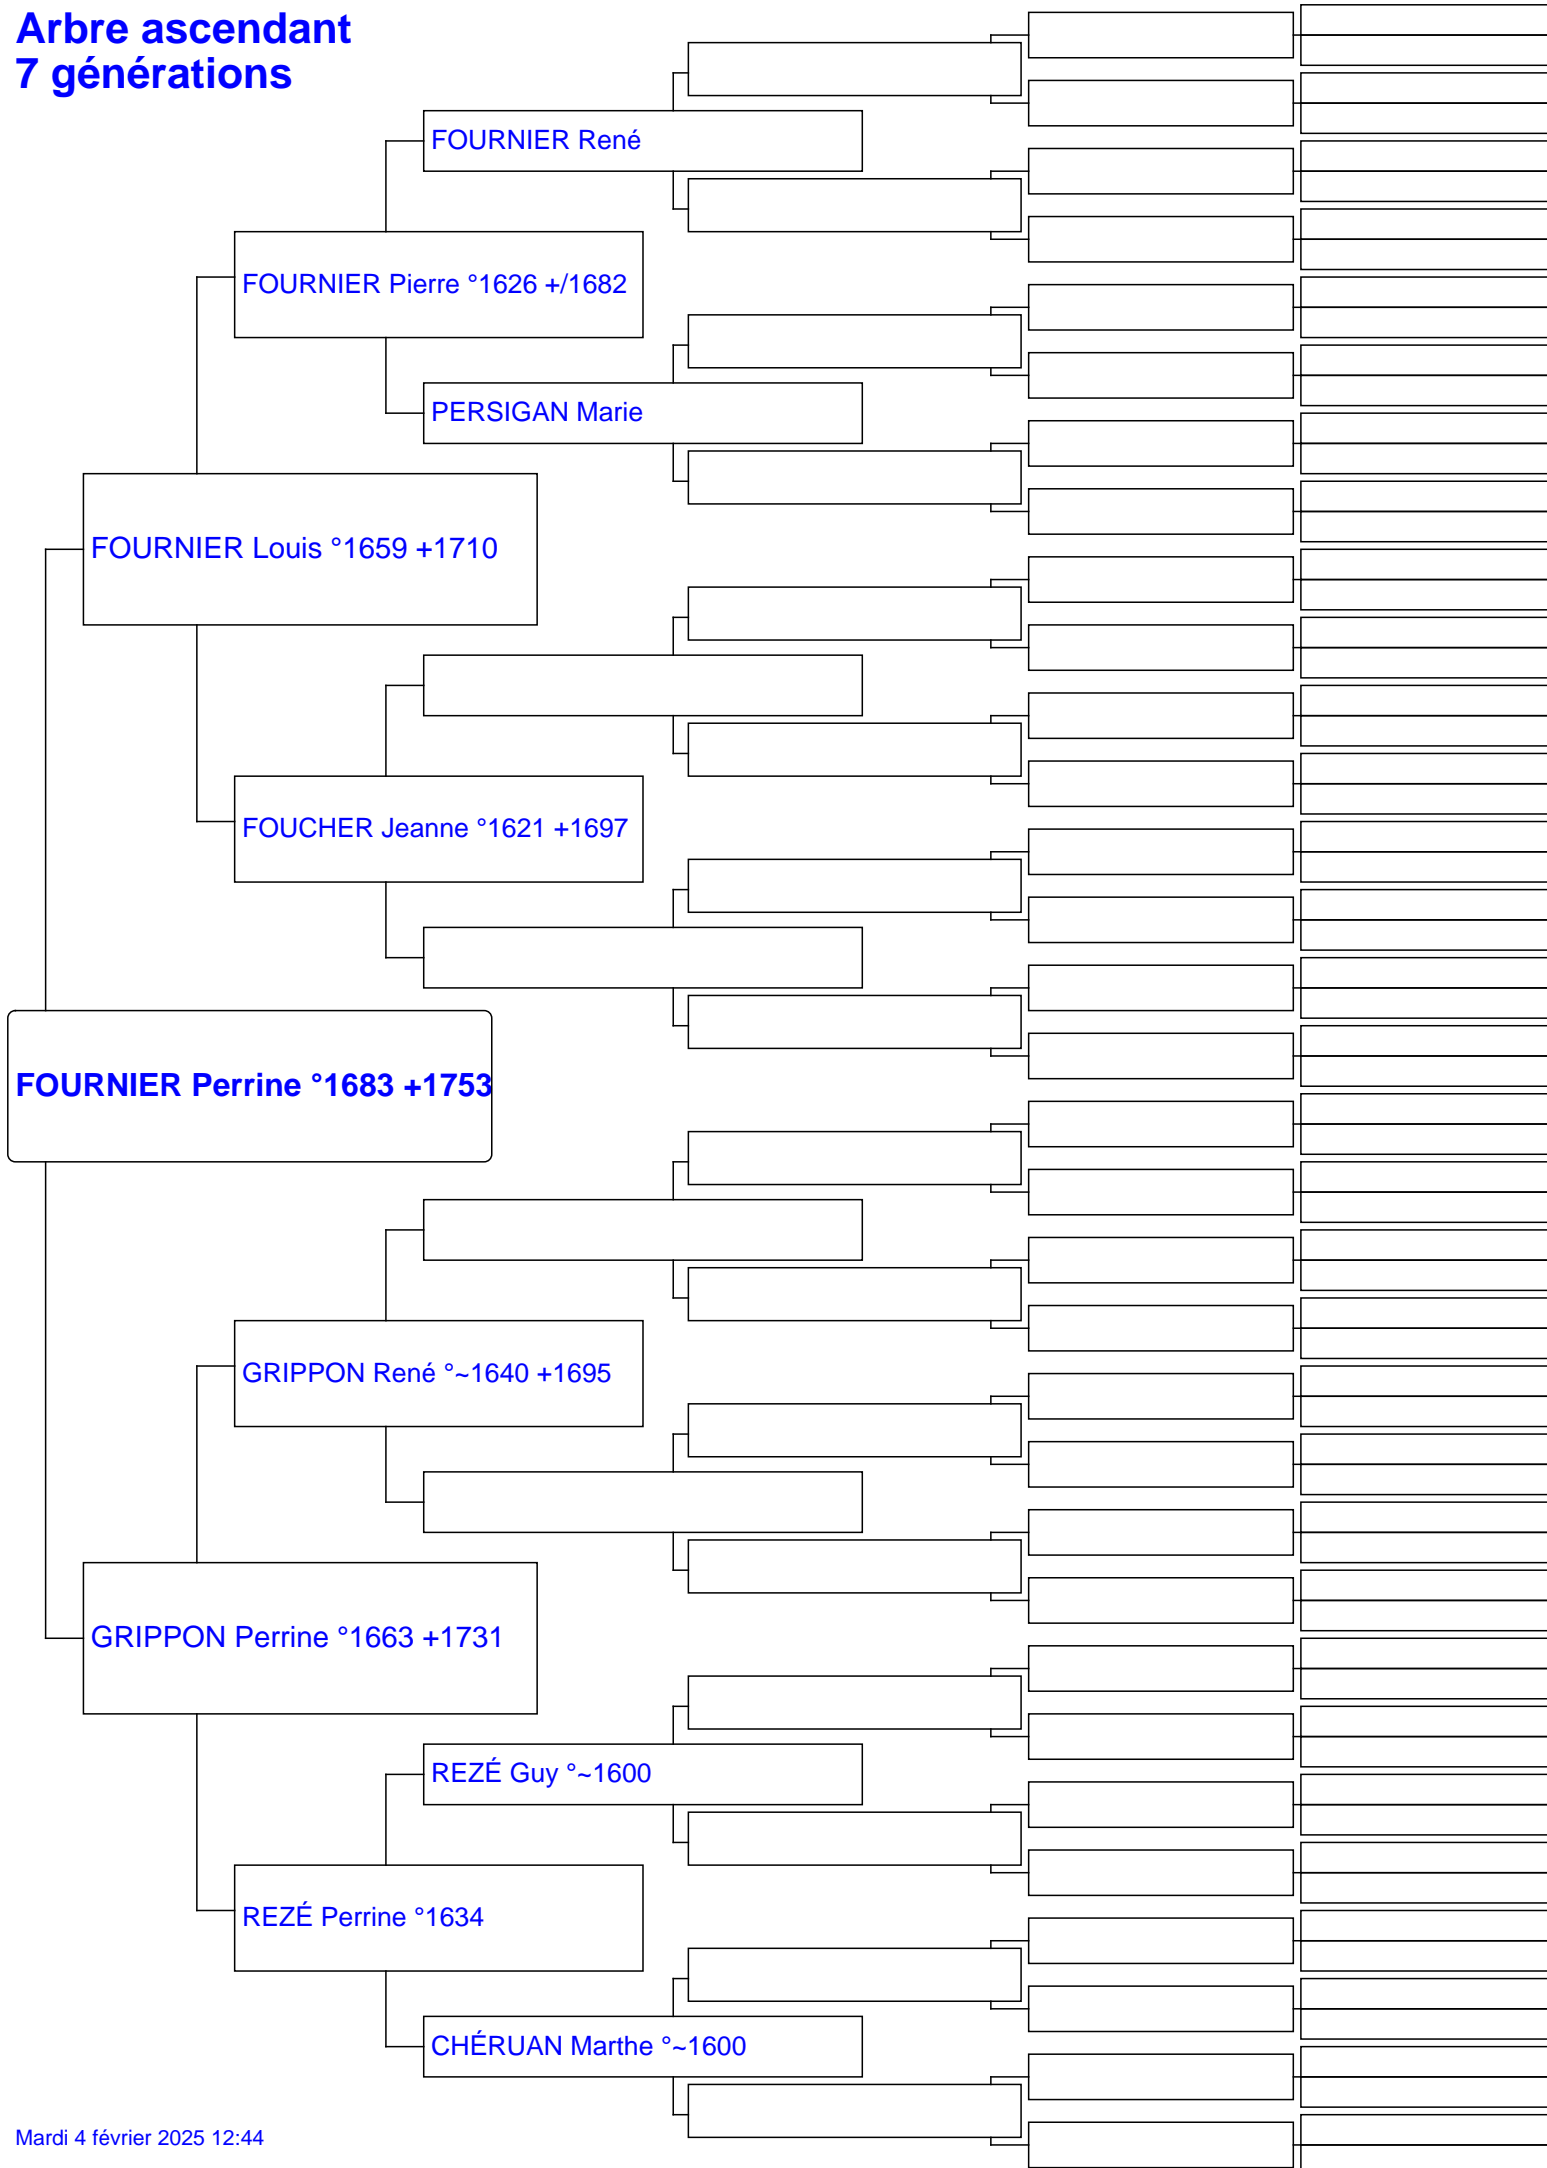 Arbre ascendant
7 générations
FOURNIER René
FOURNIER Pierre °1626 +/1682
PERSIGAN Marie
FOURNIER Louis °1659 +1710
FOUCHER Jeanne °1621 +1697
FOURNIER Perrine °1683 +1753
GRIPPON René °~1640 +1695
GRIPPON Perrine °1663 +1731
REZÉ Guy °~1600
REZÉ Perrine °1634
CHÉRUAN Marthe °~1600
Mardi 4 février 2025 12:44